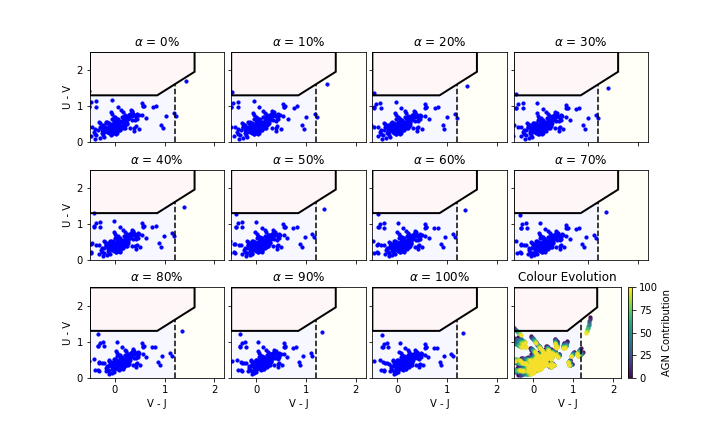 α = 0%
α = 10%
α = 20%
α = 30%
2
1
0
U - V
α = 40%
α = 50%
α = 60%
α = 70%
2
1
0
U - V
α = 80%
α = 90%
α = 100%
Colour Evolution
2
1
0
U - V
0 1 2
0 1 2
0 1 2
0 1 2
V - J
V - J
V - J
V - J
100
75
50
25
0
AGN Contribution